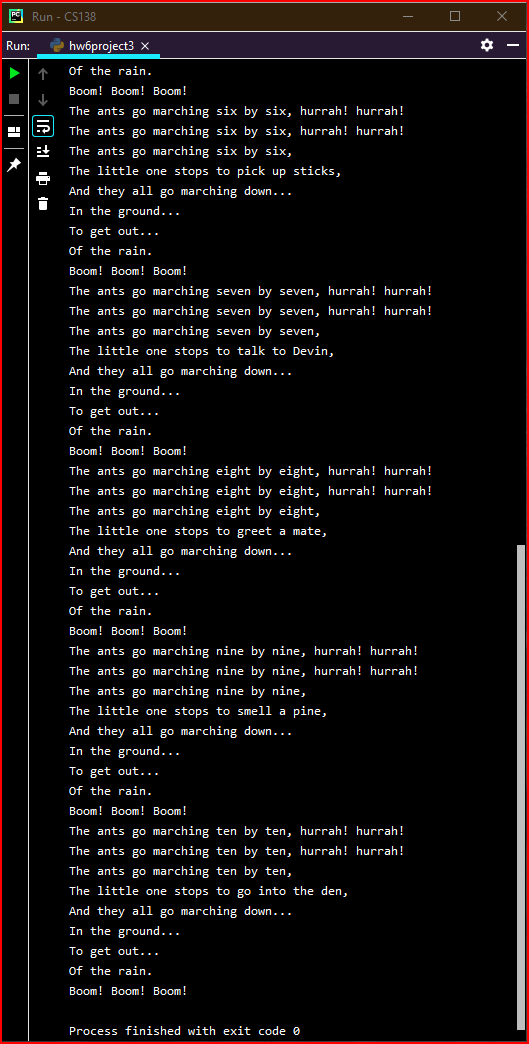 PC Run - CS138
Run: hw6project3
Of the rain.
Boom! Boom! Boom!
The ants go marching six by six, hurrah! hurrah!
The ants go marching six by six, hurrah! hurrah!
The ants go marching six by six,
The little one stops to pick up sticks,
And they all go marching down...
In the ground...
To get out...
Of the rain.
Boom! Boom! Boom!
The ants go marching seven by seven, hurrah! hurrah!
The ants go marching seven by seven, hurrah! hurrah!
The ants go marching seven by seven,
The little one stops to talk to Devin,
And they all go marching down...
In the ground...
To get out...
Of the rain.
Boom! Boom! Boom!
The ants go marching eight by eight, hurrah! hurrah!
The ants go marching eight by eight, hurrah! hurrah!
The ants go marching eight by eight,
The little one stops to greet a mate,
And they all go marching down...
In the ground...
To get out...
Of the rain.
Boom! Boom! Boom!
The ants go marching nine by nine, hurrah! hurrah!
The ants go marching nine by nine, hurrah! hurrah!
The ants go marching nine by nine,
The little one stops to smell a pine,
And they all go marching down...
In the ground...
To get out...
Of the rain.
Boom! Boom! Boom!
The ants go marching ten by ten, hurrah! hurrah!
The ants go marching ten by ten, hurrah! hurrah!
The ants go marching ten by ten,
The little one stops to go into the den,
And they all go marching down...
In the ground...
To get out...
Of the rain.
Boom! Boom! Boom!
Process finished with exit code 0